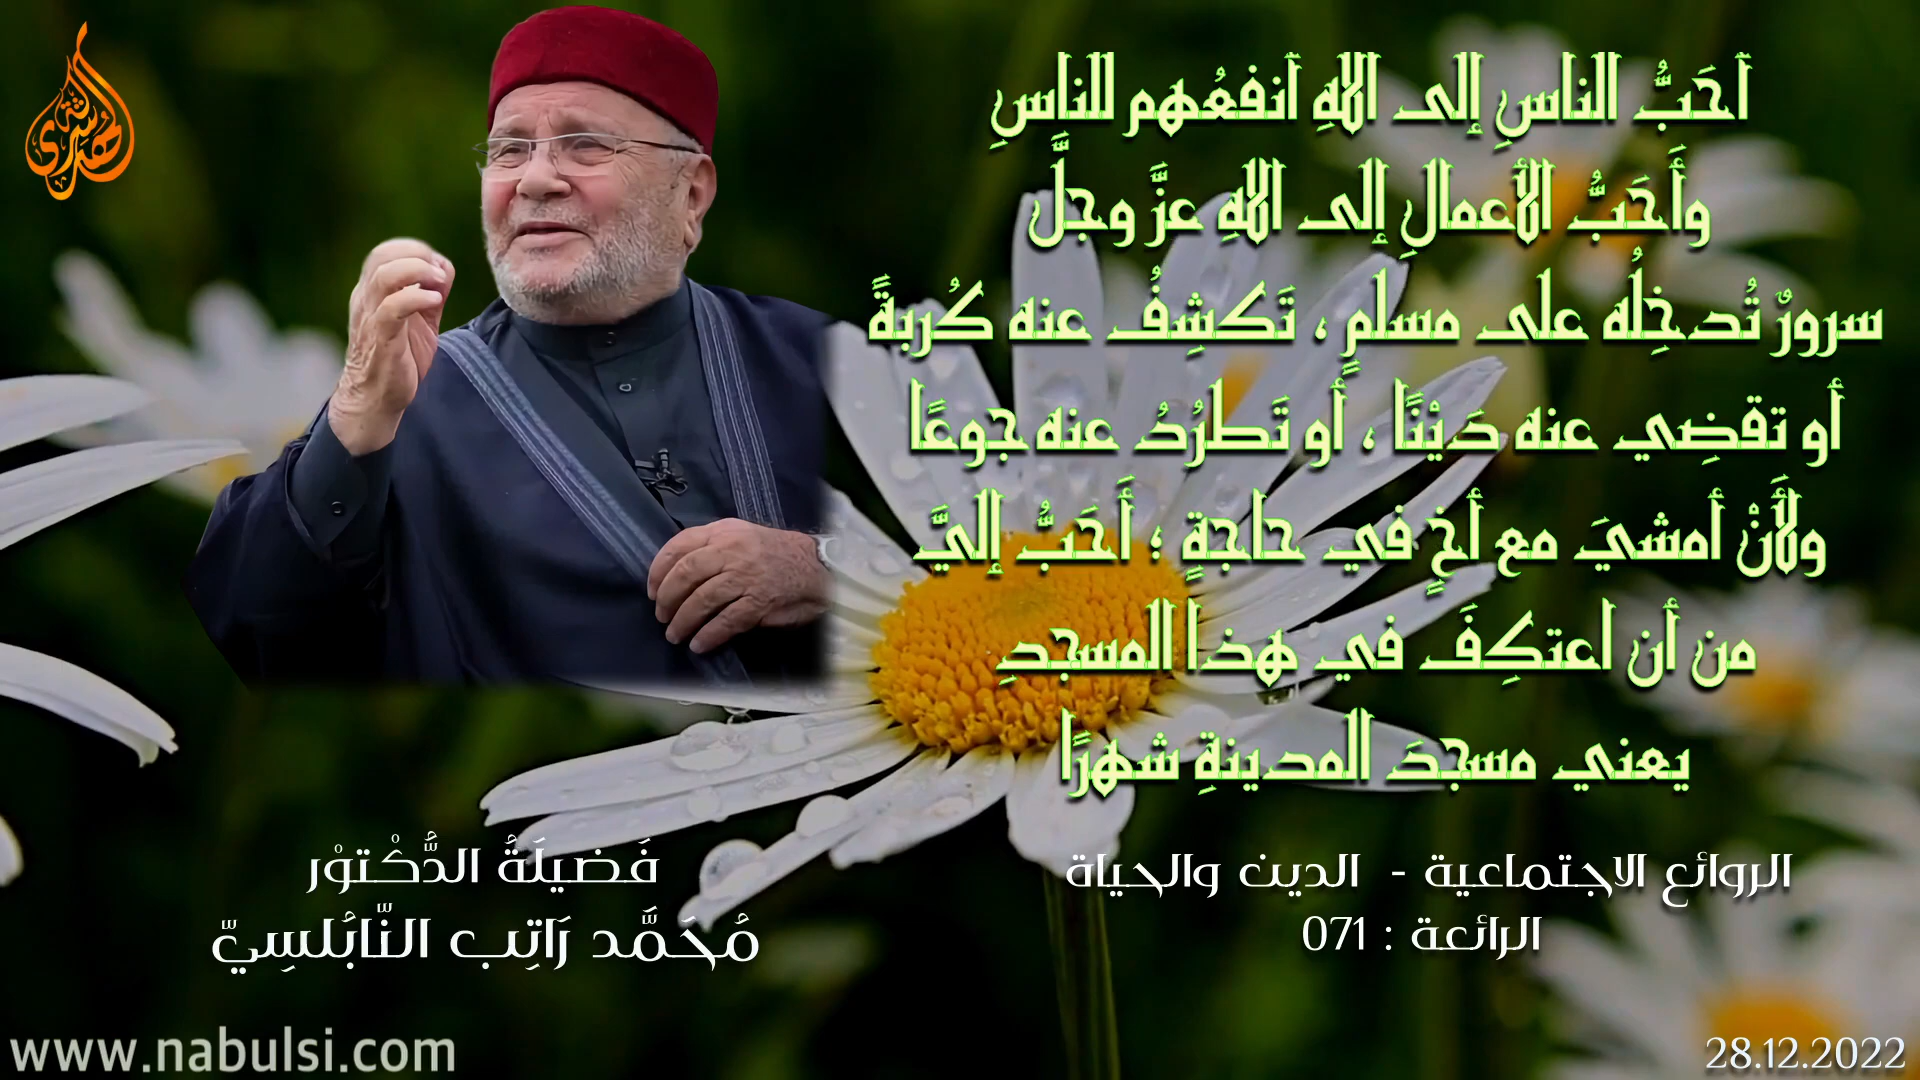 أَحَبُّ الناسِ إلى اللهِ أنفعُهم للناسِ
وأَحَبُّ الأعمالِ إلى اللهِ عزَّ وجلَّ
سرورٌ تُدخِلُه على مسلمٍ ، تَكشِفُ عنه كُربةً
أو تقضِي عنه دَيْنًا ، أو تَطرُدُ عنه جوعًا
ولأَنْ أمشيَ مع أخٍ في حاجةٍ ؛ أَحَبُّ إليَّ
من أن اعتكِفَ في هذا المسجدِ
يعني مسجدَ المدينةِ شهرًا
فَضيلَةُ الدُّكْتوْر
مُحَمَّد رَاتِب النّابُلسِيّ
الروائع الاجتماعية - الدين والحياة
الرائعة : 071
www.nabulsi.com
28.12.2022